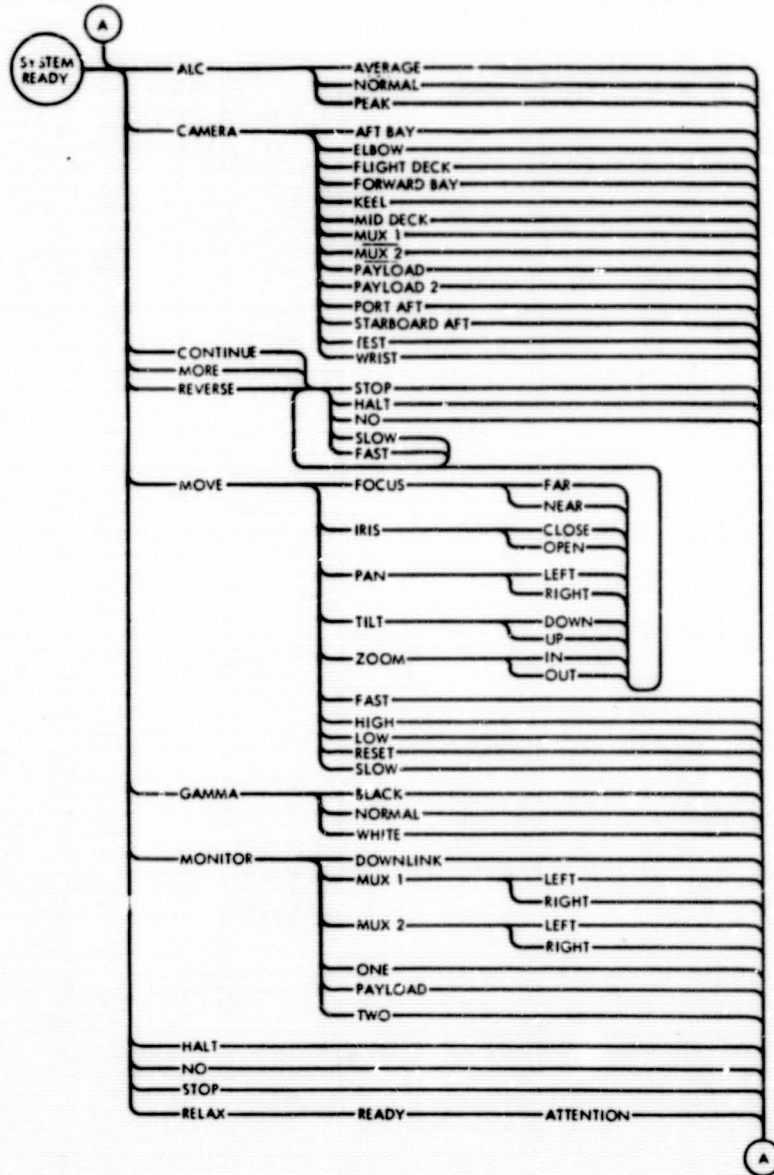 A
SYSTEM
READY
ALC AVERAGE
NORMAL
PEAK
CAMERA AFT BAY
ELBOW
FLIGHT DECK
FORWARD BAY
KEEL
MID DECK
MUX 1
MUX 2
PAYLOAD
PAYLOAD 2
PORT AFT
STARBOARD AFT
TEST
CONTINUE WRIST
MORE
REVERSE STOP
HALT
NO
SLOW
FAST
MOVE FOCUS FAR
NEAR
IRIS CLOSE
OPEN
PAN LEFT
RIGHT
TILT DOWN
UP
ZOOM IN
OUT
FAST
HIGH
LOW
RESET
SLOW
GAMMA BLACK
NORMAL
WHITE
MONITOR DOWNLINK
MUX 1 LEFT
RIGHT
MUX 2 LEFT
RIGHT
ONE
PAYLOAD
TWO
HALT
NO
STOP
RELAX READY ATTENTION
A